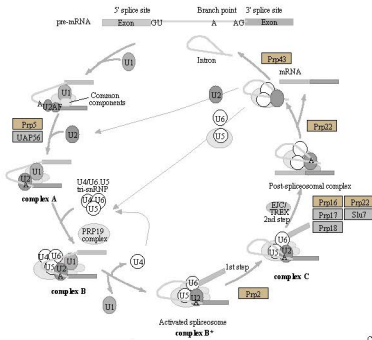 5' splice site
Branch point
3' splice site
pre-mRNA
Exon
GU
A
AG
Exon
U1
Intron
Prp43
mRNA
U1
A
U2AF
Common
components
U2
U6
U5
Prp22
Prp5
UAP56
U2
U1
U2
A
complex A
U4/U6 U5
tri-snRNP
U4 U6
U5
PRP19
complex
A
Post-spliceosomal complex
EJC/
TREX
2nd step
Prp16
Prp22
Prp17
Slu7
Prp18
U6
U5
U2
A
complex C
U4 U6
U5
U2
A
U1
complex B
U4
U1
1st step
U6
U5
U2
A
Prp2
Activated spliceosome
complex B*